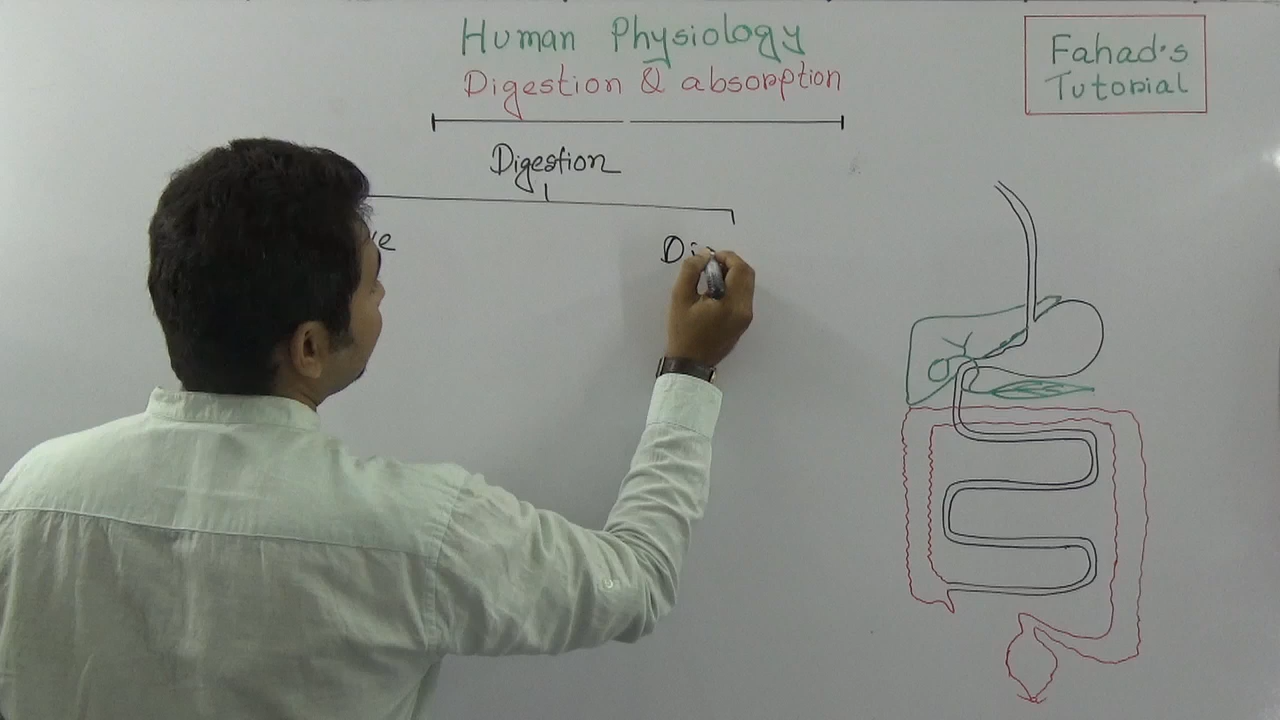 Human Physiology
Digestion & absorption
Fahad's
Tutorial
Digestion